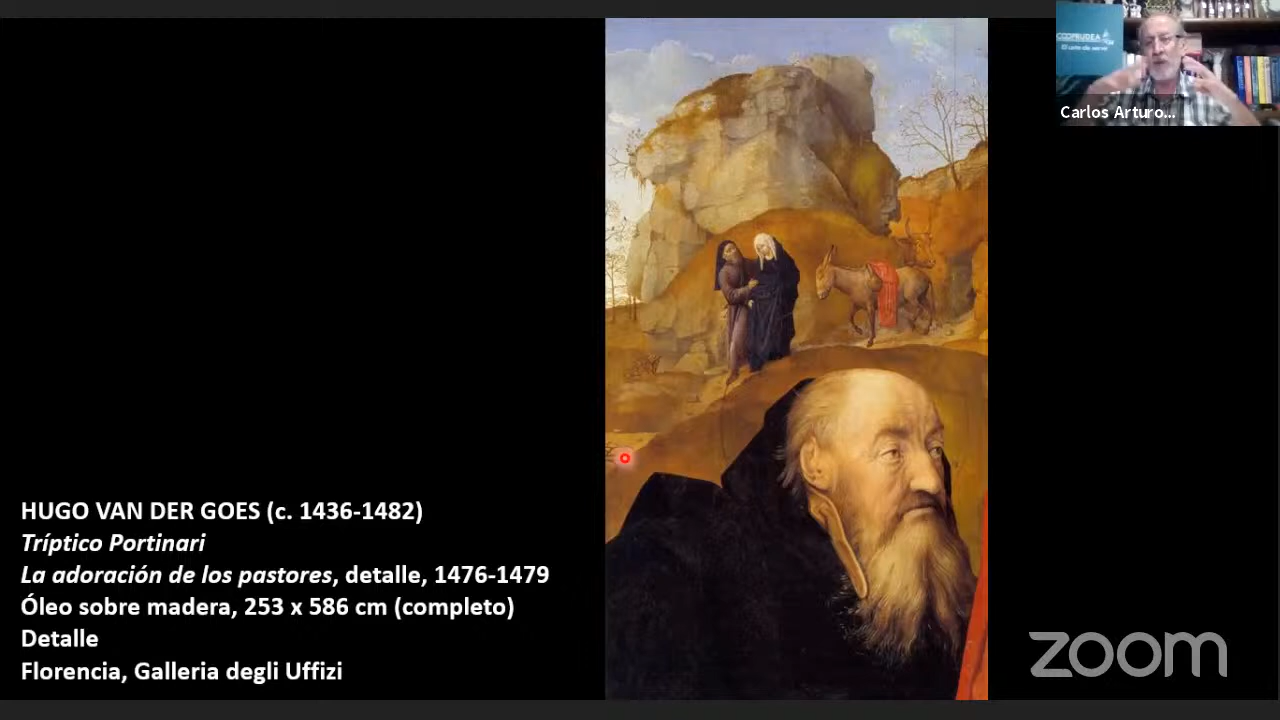 HUGO VAN DER GOES (c. 1436-1482)
Tríptico Portinari
La adoración de los pastores, detalle, 1476-1479
Óleo sobre madera, 253 x 586 cm (completo)
Detalle
Florencia, Galleria degli Uffizi
COOPRUDEA
Carlos Arturo...
zoom